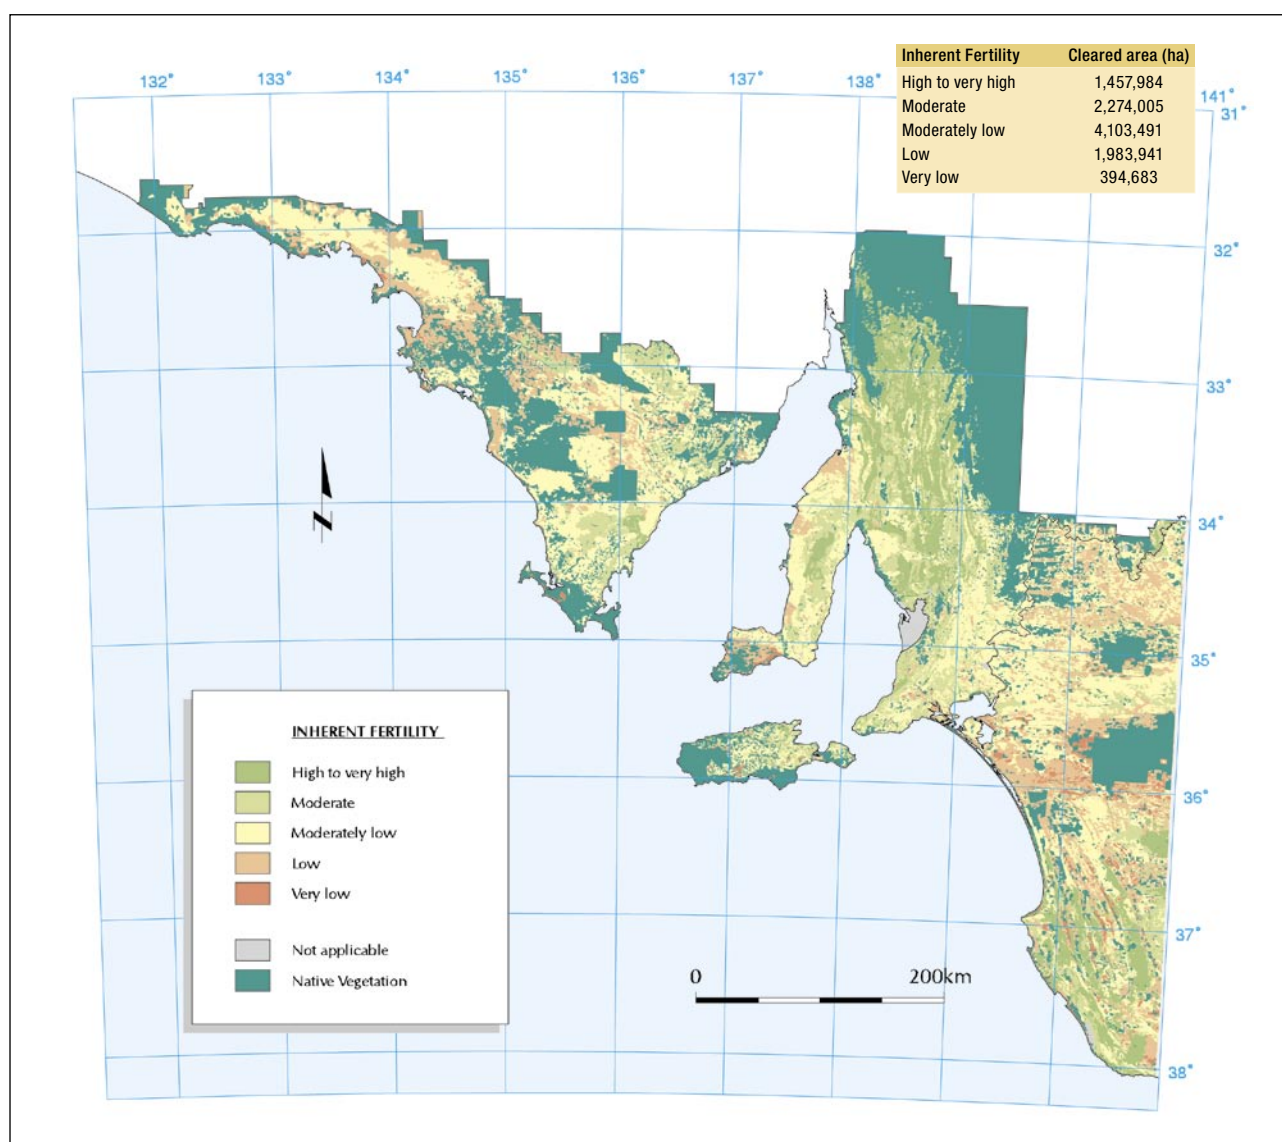 Inherent Fertility Cleared area (ha)
High to very high 1,457,984
Moderate 2,274,005
Moderately low 4,103,491
Low 1,983,941
Very low 394,683
132° 133° 134° 135° 136° 137° 138° 141°
31°
32°
33°
34°
35°
36°
37°
38°
N
INHERENT FERTILITY
High to very high
Moderate
Moderately low
Low
Very low
Not applicable
Native Vegetation
0 200km